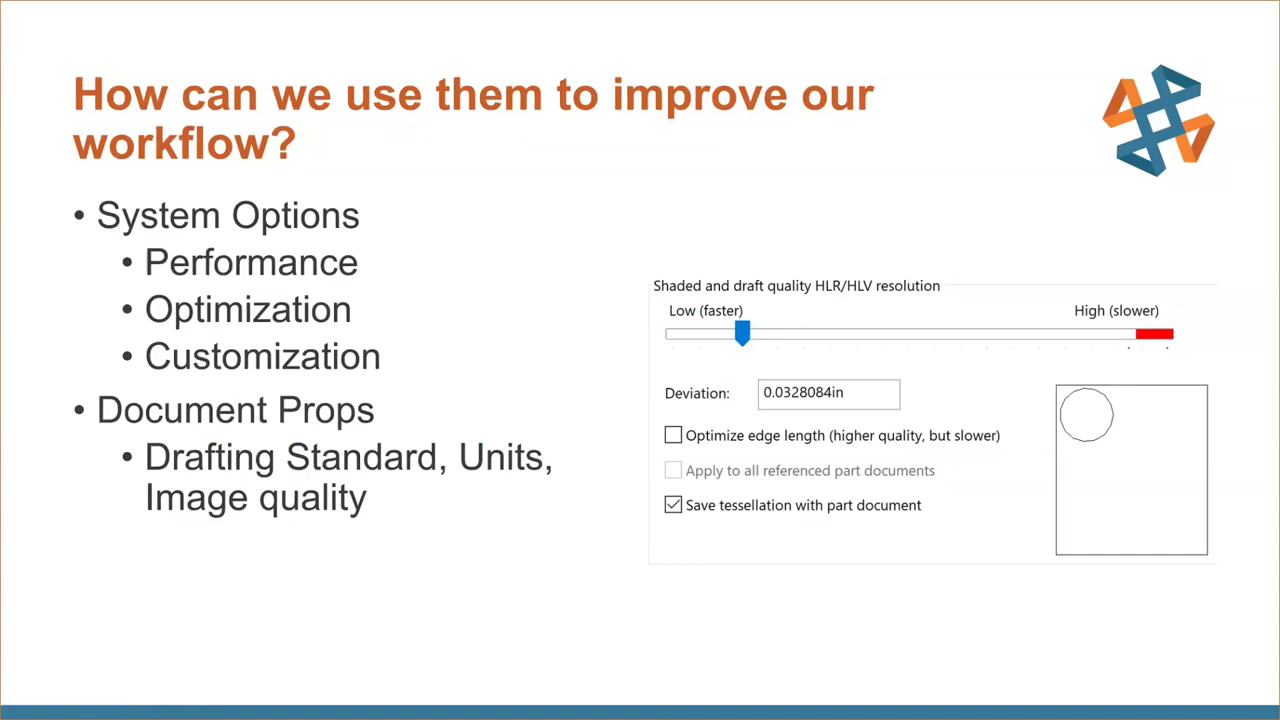 How can we use them to improve our
workflow?
• System Options
• Performance
• Optimization
• Customization
• Document Props
• Drafting Standard, Units,
Image quality
Shaded and draft quality HLR/HLV resolution
Low (faster)
High (slower)
Deviation:
0.0328084in
Optimize edge length (higher quality, but slower)
Apply to all referenced part documents
Save tessellation with part document